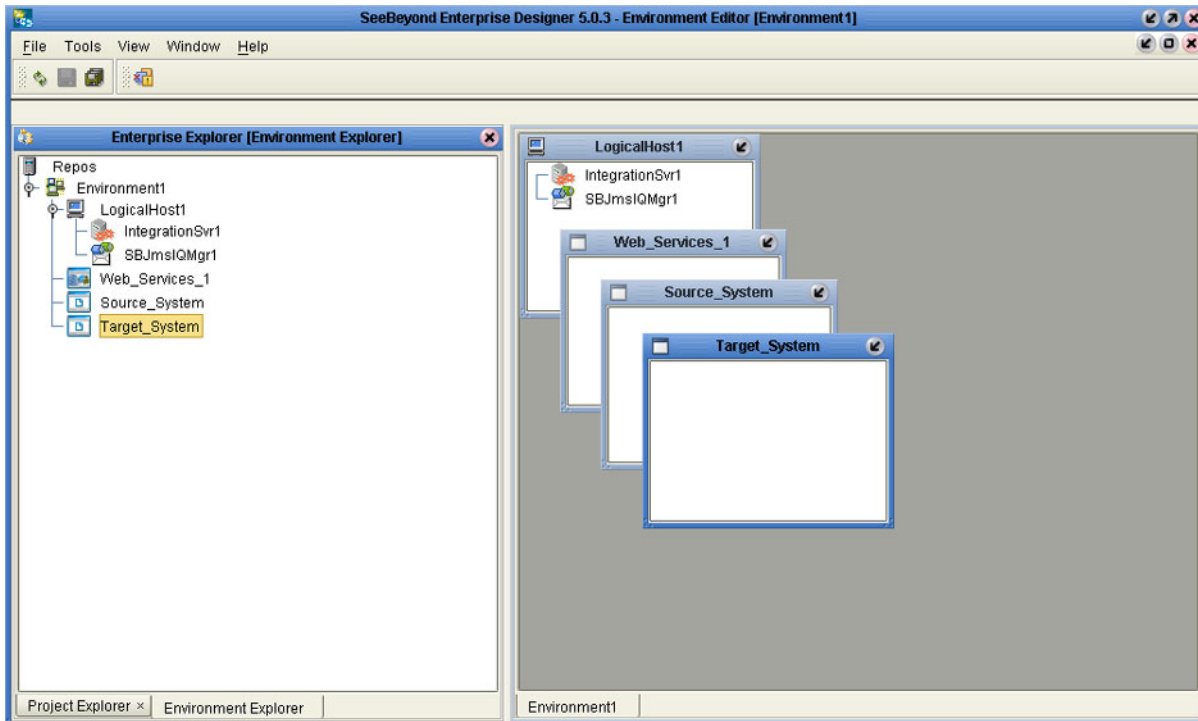 SeeBeyond Enterprise Designer 5.0.3 - Environment Editor [Environment1]
File Tools View Window Help
Enterprise Explorer [Environment Explorer]
Repos
Environment1
LogicalHost1
IntegrationSvr1
SBJmsIQMgr1
Web_Services_1
Source_System
Target_System
Project Explorer ×
Environment Explorer
LogicalHost1
IntegrationSvr1
SBJmsIQMgr1
Web_Services_1
Source_System
Target_System
Environment1